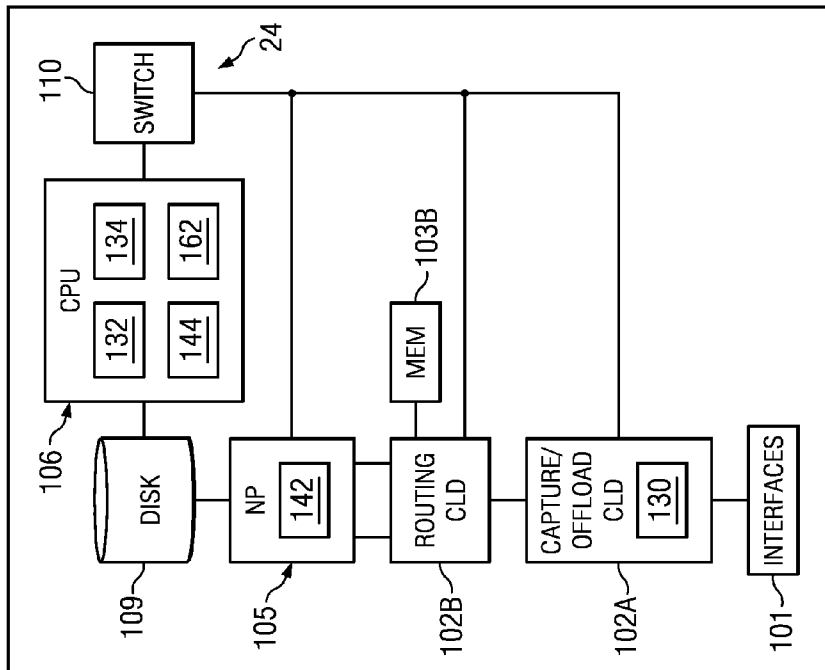 101
102A
102B
105
109
106
110
INTERFACES
CAPTURE/
OFFLOAD
CLD
130
ROUTING
CLD
NP
142
DISK
MEM
103B
CPU
132
134
144
162
SWITCH
24